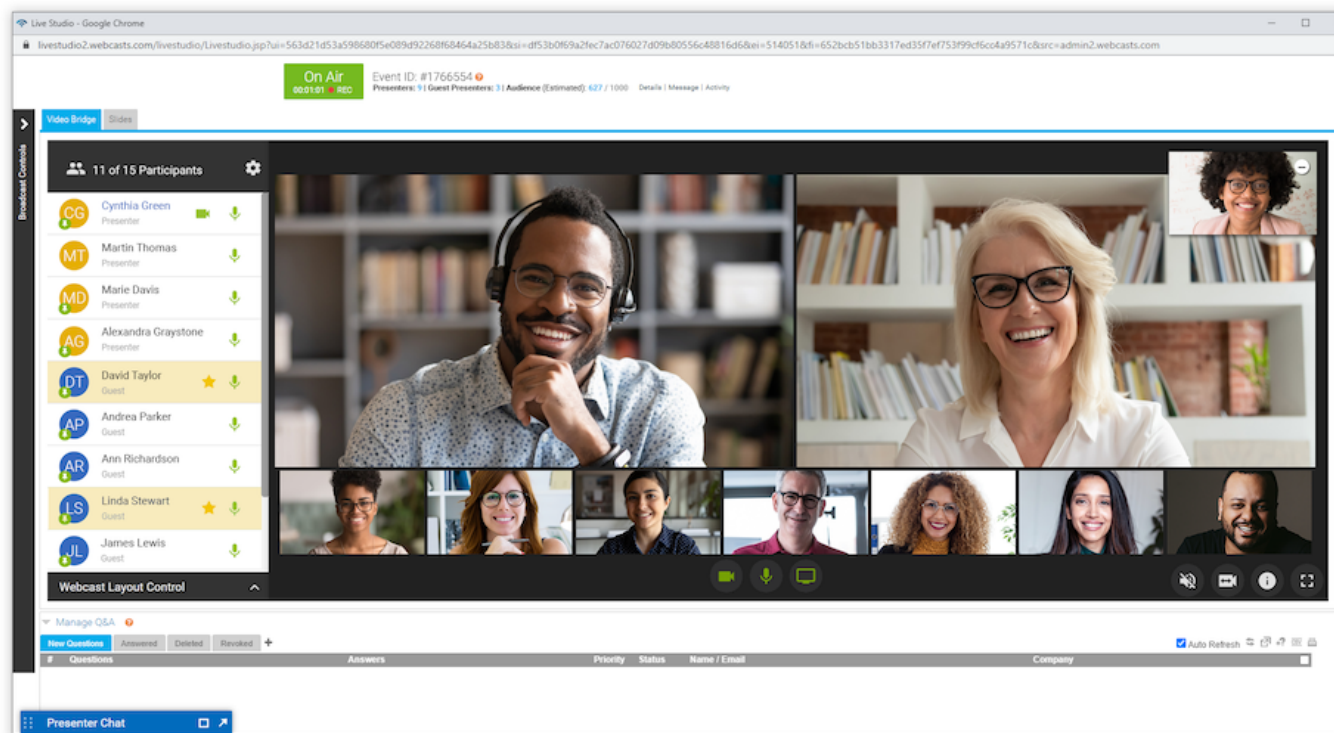 Live Studio - Google Chrome
livestudio2.webcasts.com/livestudio/Livestudio.jsp?ui=563d21d53a598680f5e089d92268f68464a25b83&si=df53b0f69a2fec7ac076027d09b80556c48816d6&ei=514051&fi=652bcb51bb3317ed35f7ef753f99cf6cc4a9571c&src=admin2.webcasts.com
On Air
00:01:01 REC
Event ID: #1766554
Presenters: 9 | Guest Presenters: 3 | Audience (Estimated): 627 / 1000 Details | Message | Activity
Video Bridge Slides
Broadcast Controls
11 of 15 Participants
CG Cynthia Green
Presenter
MT Martin Thomas
Presenter
MD Marie Davis
Presenter
AG Alexandra Graystone
Presenter
DT David Taylor
Guest
AP Andrea Parker
Guest
AR Ann Richardson
Guest
LS Linda Stewart
Guest
JL James Lewis
Guest
Webcast Layout Control
Manage Q&A
New Questions Answered Deleted Revoked +
Auto Refresh
# Questions Answers Priority Status Name / Email Company
Presenter Chat